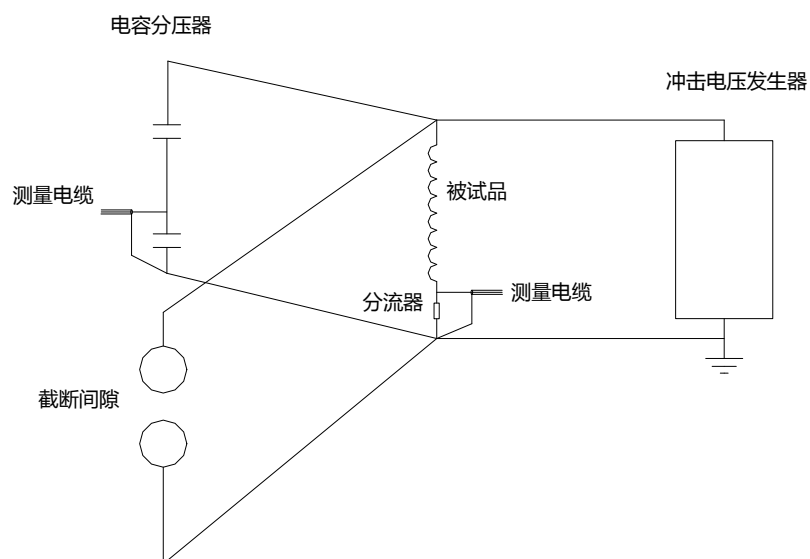 电容分压器
冲击电压发生器
测量电缆
被试品
分流器
测量电缆
截断间隙